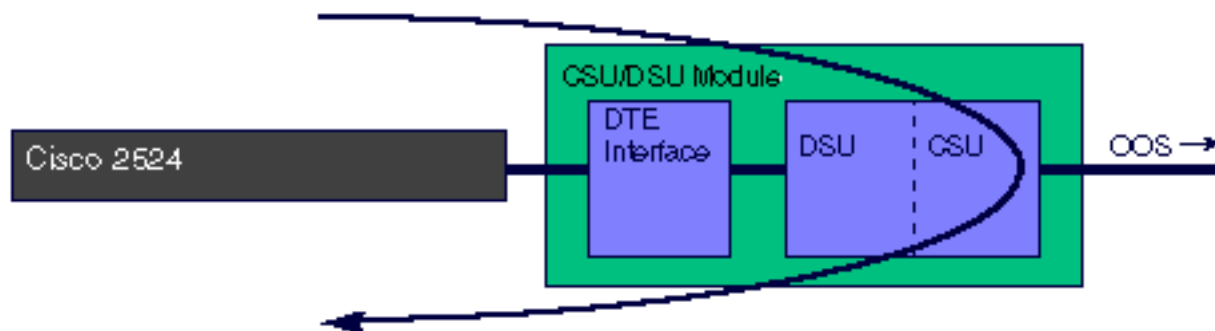 CSU/DSU Module
DTE
Interface
DSU
CSU
Cisco 2524
OOS →